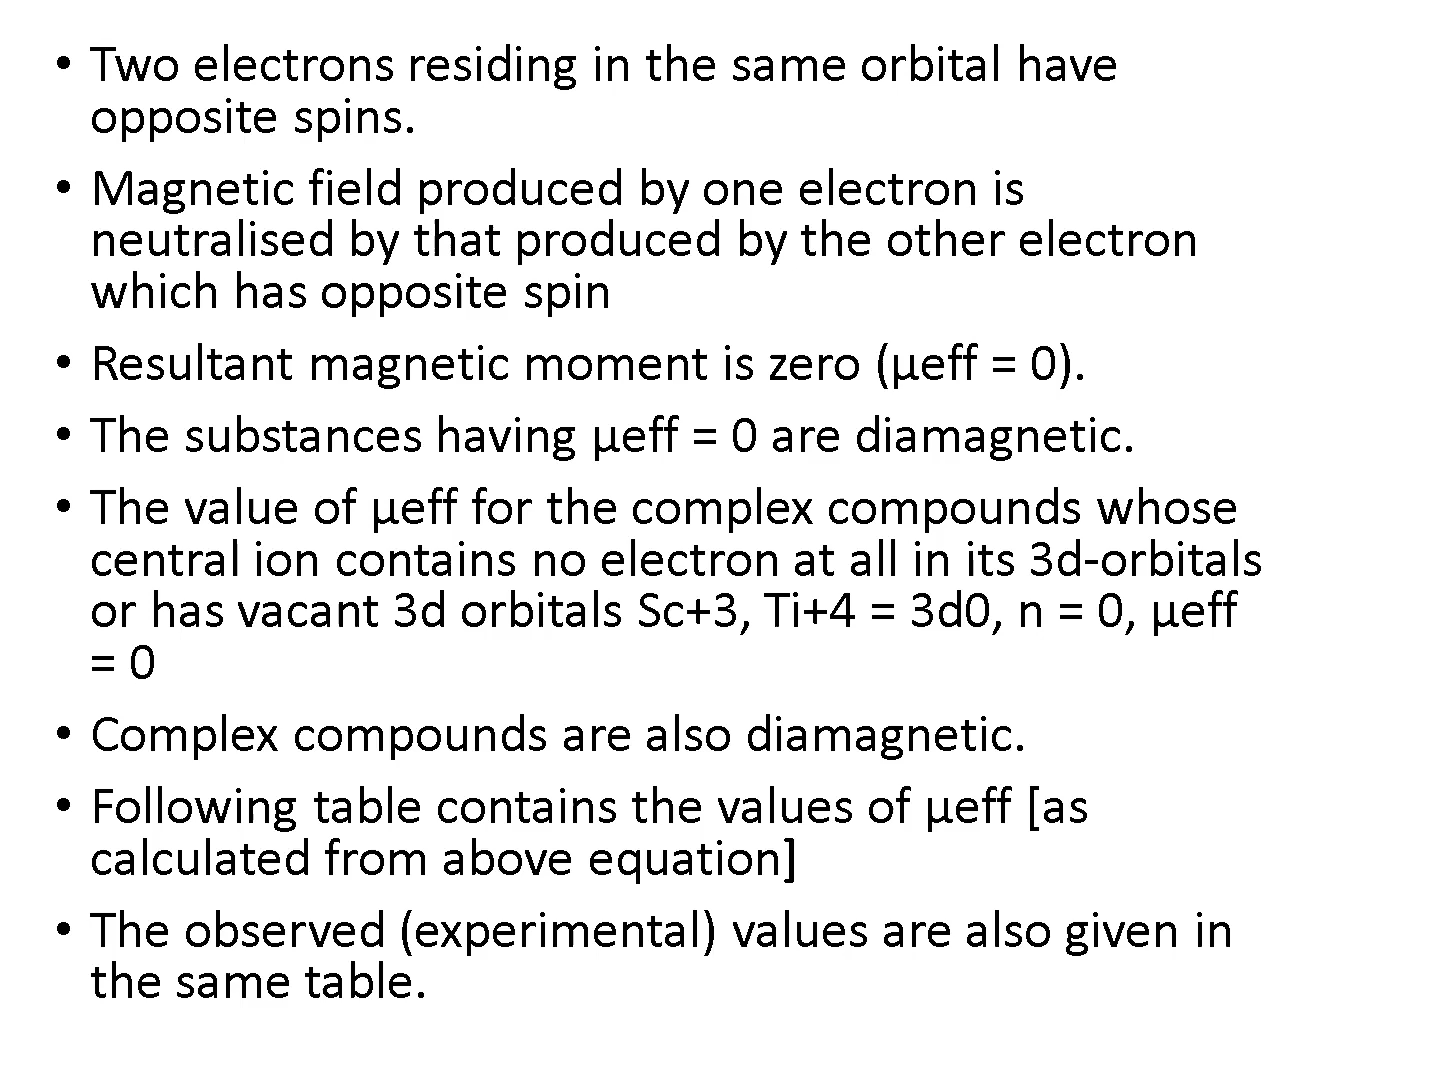 • Two electrons residing in the same orbital have
opposite spins.
• Magnetic field produced by one electron is
neutralised by that produced by the other electron
which has opposite spin
• Resultant magnetic moment is zero (μeff = 0).
• The substances having μeff = 0 are diamagnetic.
• The value of μeff for the complex compounds whose
central ion contains no electron at all in its 3d-orbitals
or has vacant 3d orbitals Sc+3, Ti+4 = 3d0, n = 0, μeff
= 0
• Complex compounds are also diamagnetic.
• Following table contains the values of μeff [as
calculated from above equation]
• The observed (experimental) values are also given in
the same table.